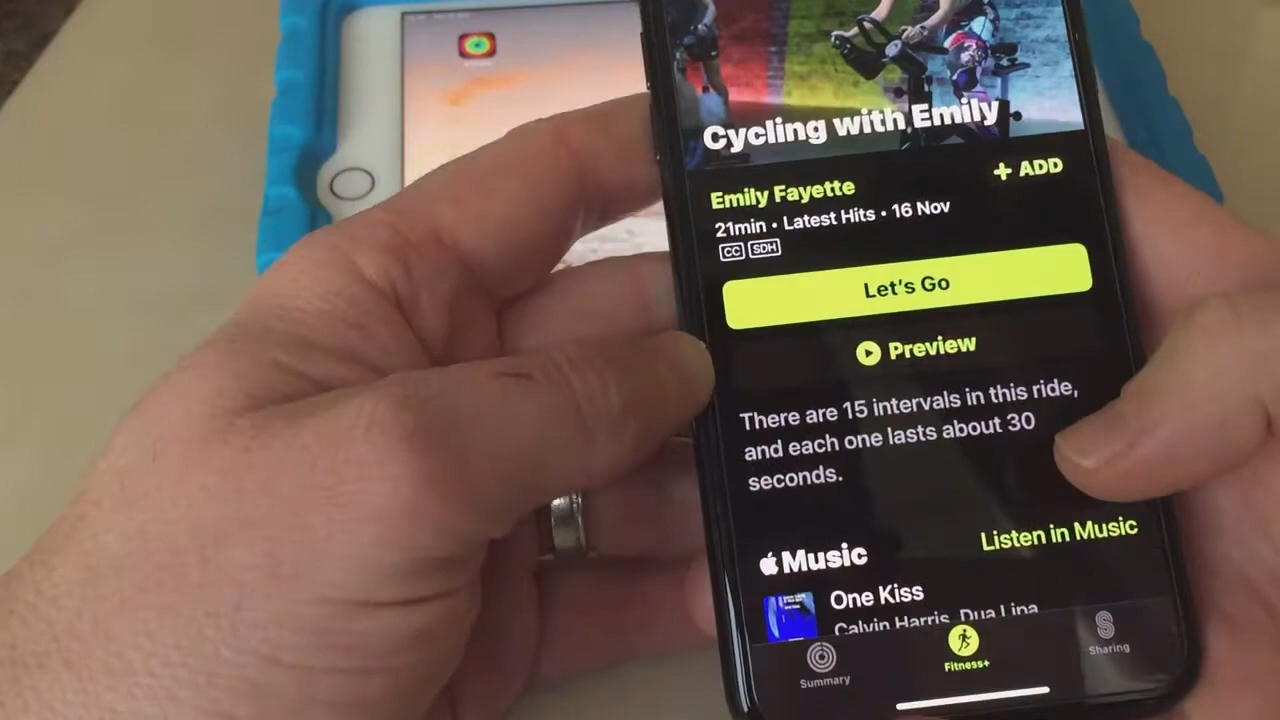 Cycling with Emily
Emily Fayette
+ ADD
21min • Latest Hits • 16 Nov
CC SDH
Let's Go
Preview
There are 15 intervals in this ride,
and each one lasts about 30
seconds.
Music
Listen in Music
One Kiss
Calvin Harris, Dua Lipa
Summary
Fitness+
Sharing